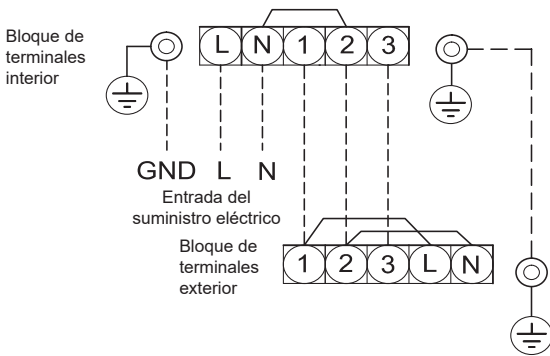 Bloque de
terminales
interior
L N 1 2 3
GND L N
Entrada del
suministro eléctrico
Bloque de
terminales
exterior
1 2 3 L N